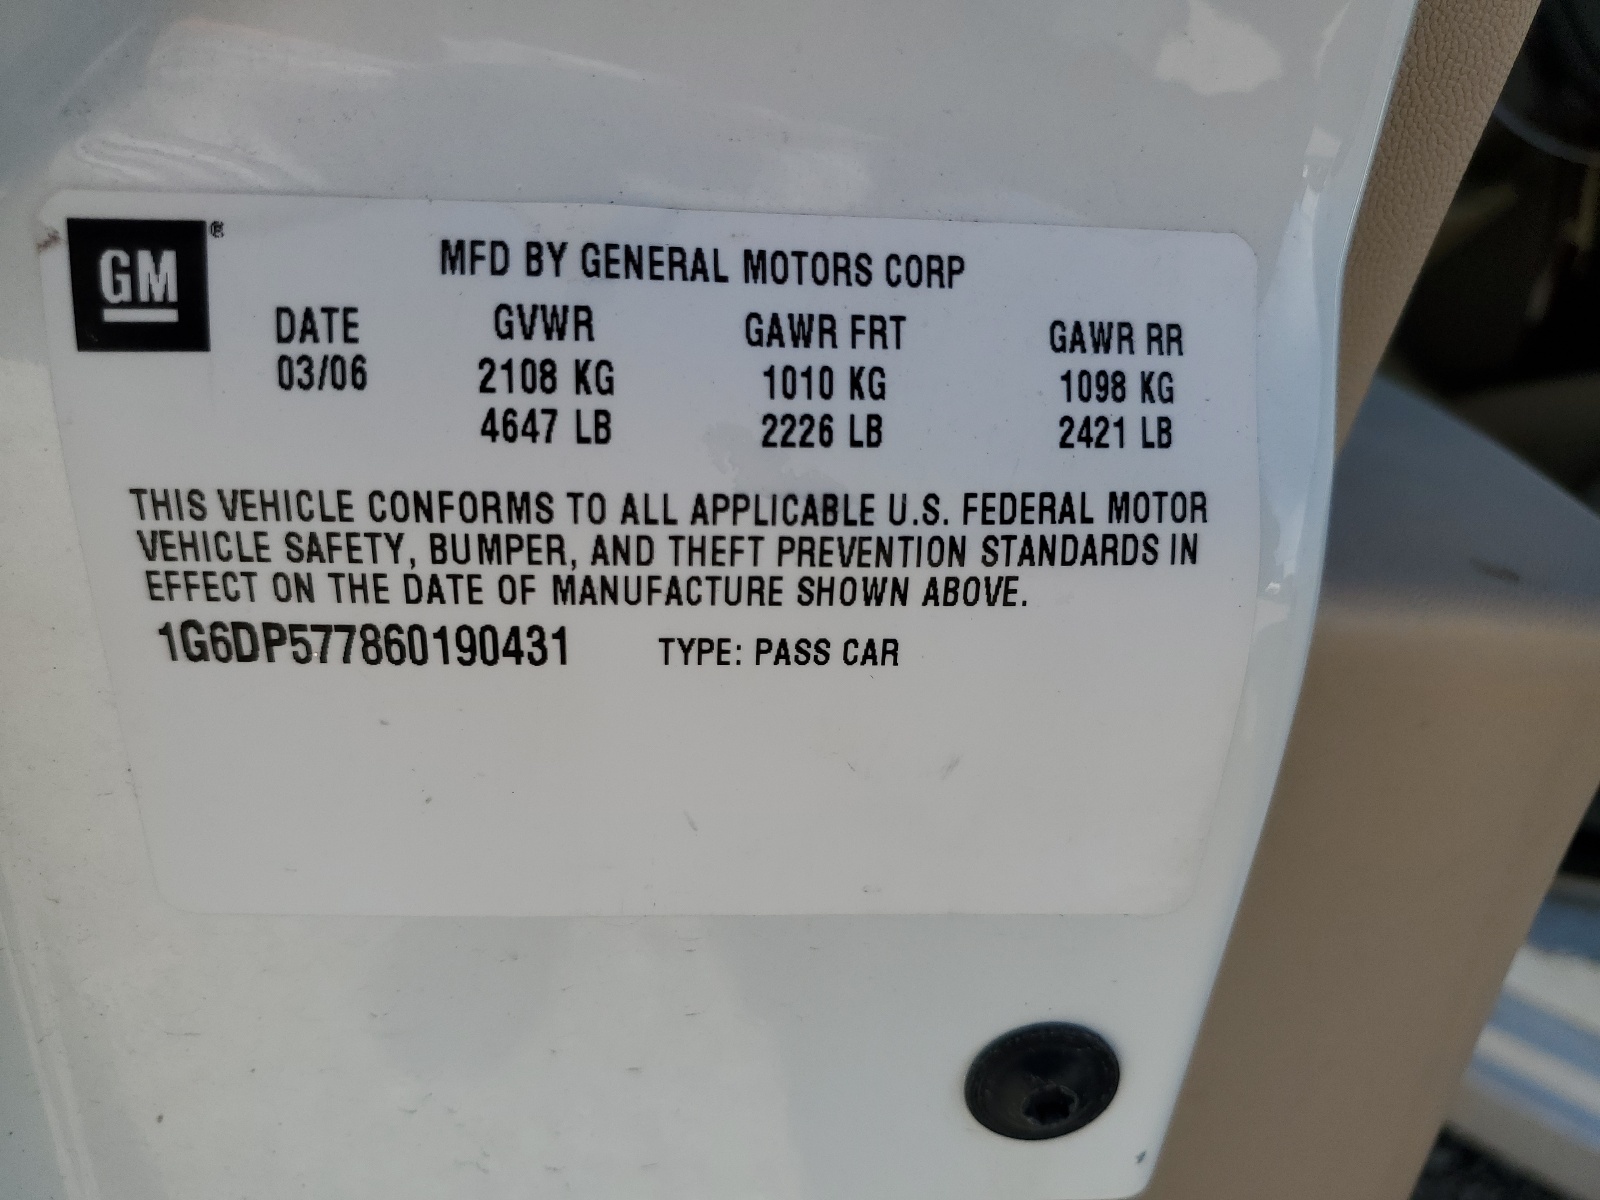 GM ®
MFD BY GENERAL MOTORS CORP
DATE GVWR GAWR FRT GAWR RR
03/06 2108 KG 1010 KG 1098 KG
4647 LB 2226 LB 2421 LB
THIS VEHICLE CONFORMS TO ALL APPLICABLE U.S. FEDERAL MOTOR
VEHICLE SAFETY, BUMPER, AND THEFT PREVENTION STANDARDS IN
EFFECT ON THE DATE OF MANUFACTURE SHOWN ABOVE.
1G6DP577860190431 TYPE: PASS CAR